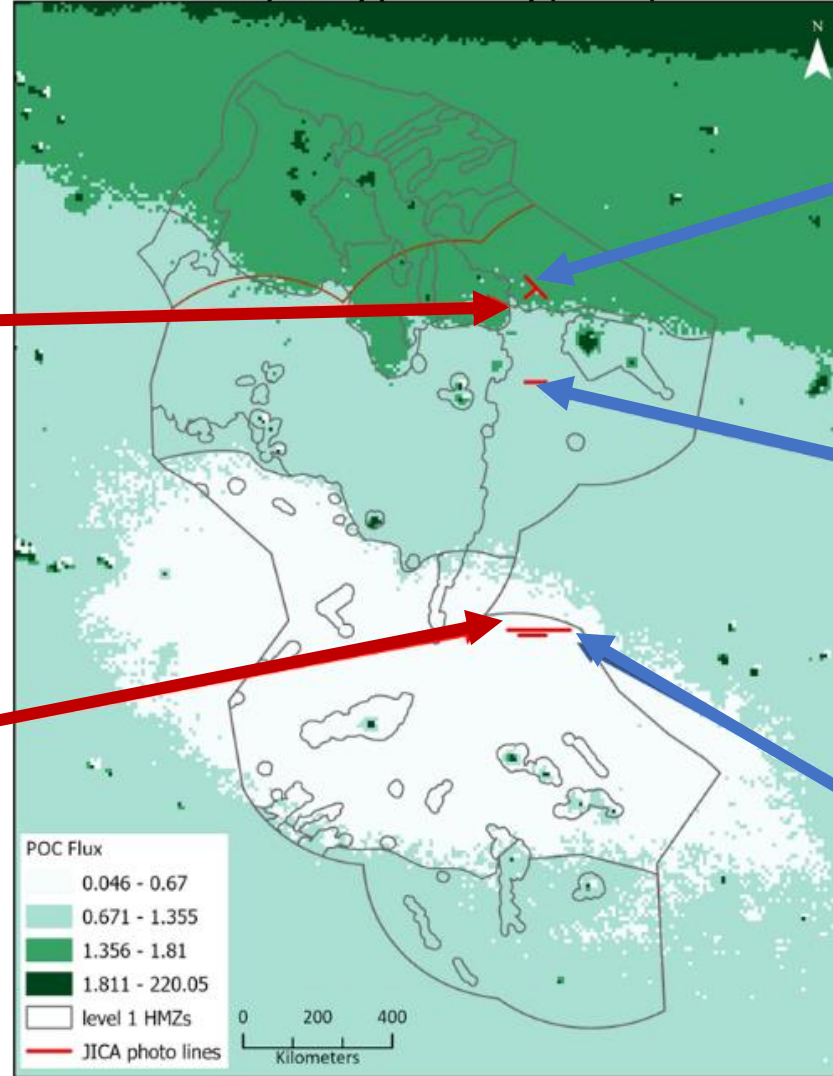 N
POC Flux
0.046 - 0.67
0.671 - 1.355
1.356 - 1.81
1.811 - 220.05
level 1 HMZs
JICA photo lines
0 200 400
Kilometers